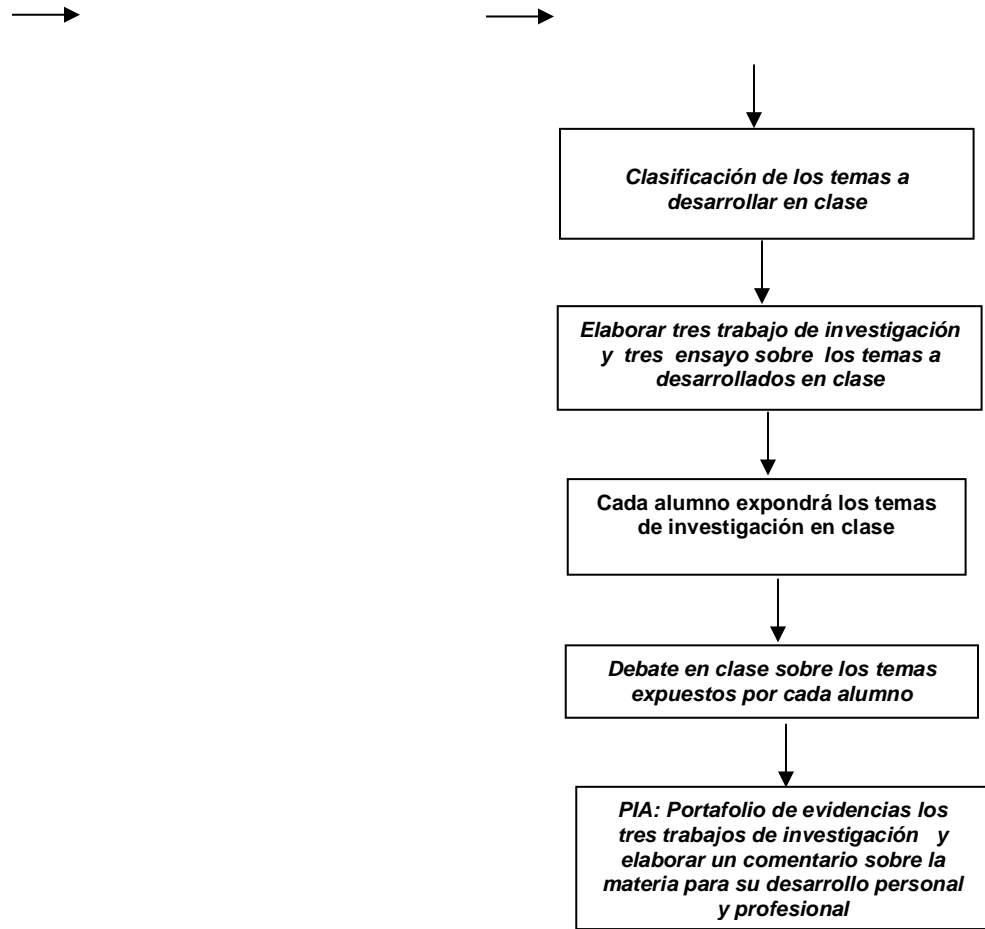 Clasificación de los temas a
desarrollar en clase
Elaborar tres trabajo de investigación
y tres ensayo sobre los temas a
desarrollados en clase
Cada alumno expondrá los temas
de investigación en clase
Debate en clase sobre los temas
expuestos por cada alumno
PIA: Portafolio de evidencias los
tres trabajos de investigación y
elaborar un comentario sobre la
materia para su desarrollo personal
y profesional